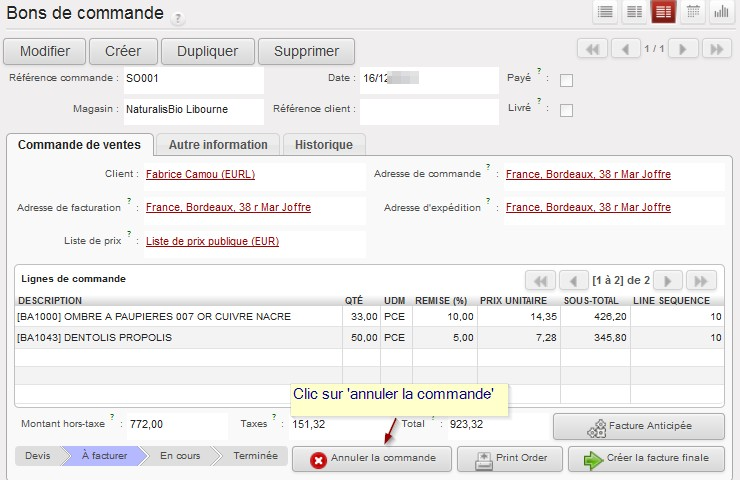 Bons de commande ?
Modifier Créer Dupliquer Supprimer 1 / 1
Référence commande : SO001 Date : 16/12 Payé ? :
Magasin : NaturalisBio Libourne Référence client : Livré ? :
Commande de ventes Autre information Historique
Client : Fabrice Camou (EURL) Adresse de commande ? : France, Bordeaux, 38 r Mar Joffre
Adresse de facturation ? : France, Bordeaux, 38 r Mar Joffre Adresse d'expédition ? : France, Bordeaux, 38 r Mar Joffre
Liste de prix ? : Liste de prix publique (EUR)
Lignes de commande [1 à 2] de 2
DESCRIPTION QTÉ UDM REMISE (%) PRIX UNITAIRE SOUS-TOTAL LINE SEQUENCE
[BA1000] OMBRE A PAUPIERES 007 OR CUIVRE NACRE 33,00 PCE 10,00 14,35 426,20 10
[BA1043] DENTOLIS PROPOLIS 50,00 PCE 5,00 7,28 345,80 10
Clic sur 'annuler la commande'
Montant hors-taxe ? : 772,00 Taxes ? : 151,32 Total ? : 923,32 Facture Anticipée
Devis À facturer En cours Terminée Annuler la commande Print Order Créer la facture finale